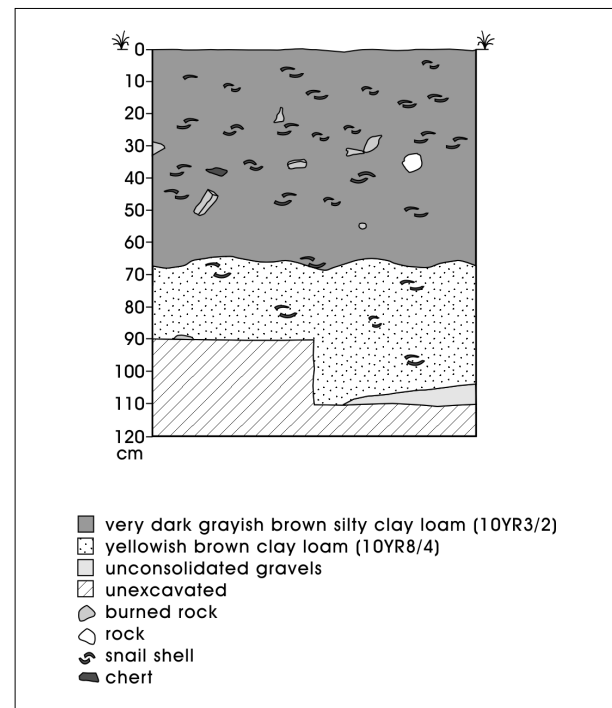 0
10
20
30
40
50
60
70
80
90
100
110
120
cm
very dark grayish brown silty clay loam (10YR3/2)
yellowish brown clay loam (10YR8/4)
unconsolidated gravels
unexcavated
burned rock
rock
snail shell
chert